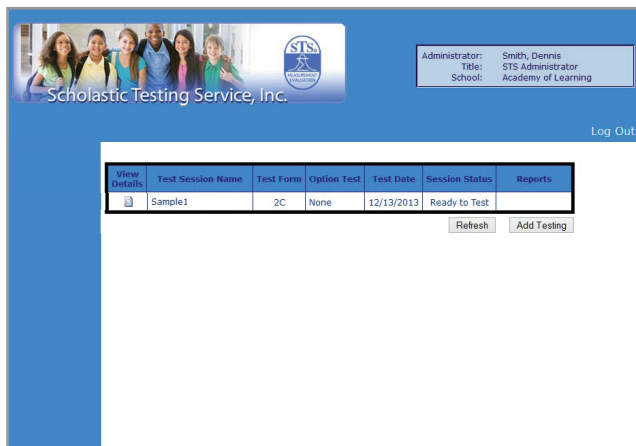 STS®
MEASUREMENT
EVALUATION
Scholastic Testing Service, Inc.
Administrator: Smith, Dennis
Title: STS Administrator
School: Academy of Learning
Log Out
View Details Test Session Name Test Form Option Test Test Date Session Status Reports
Sample1 2C None 12/13/2013 Ready to Test
Refresh Add Testing